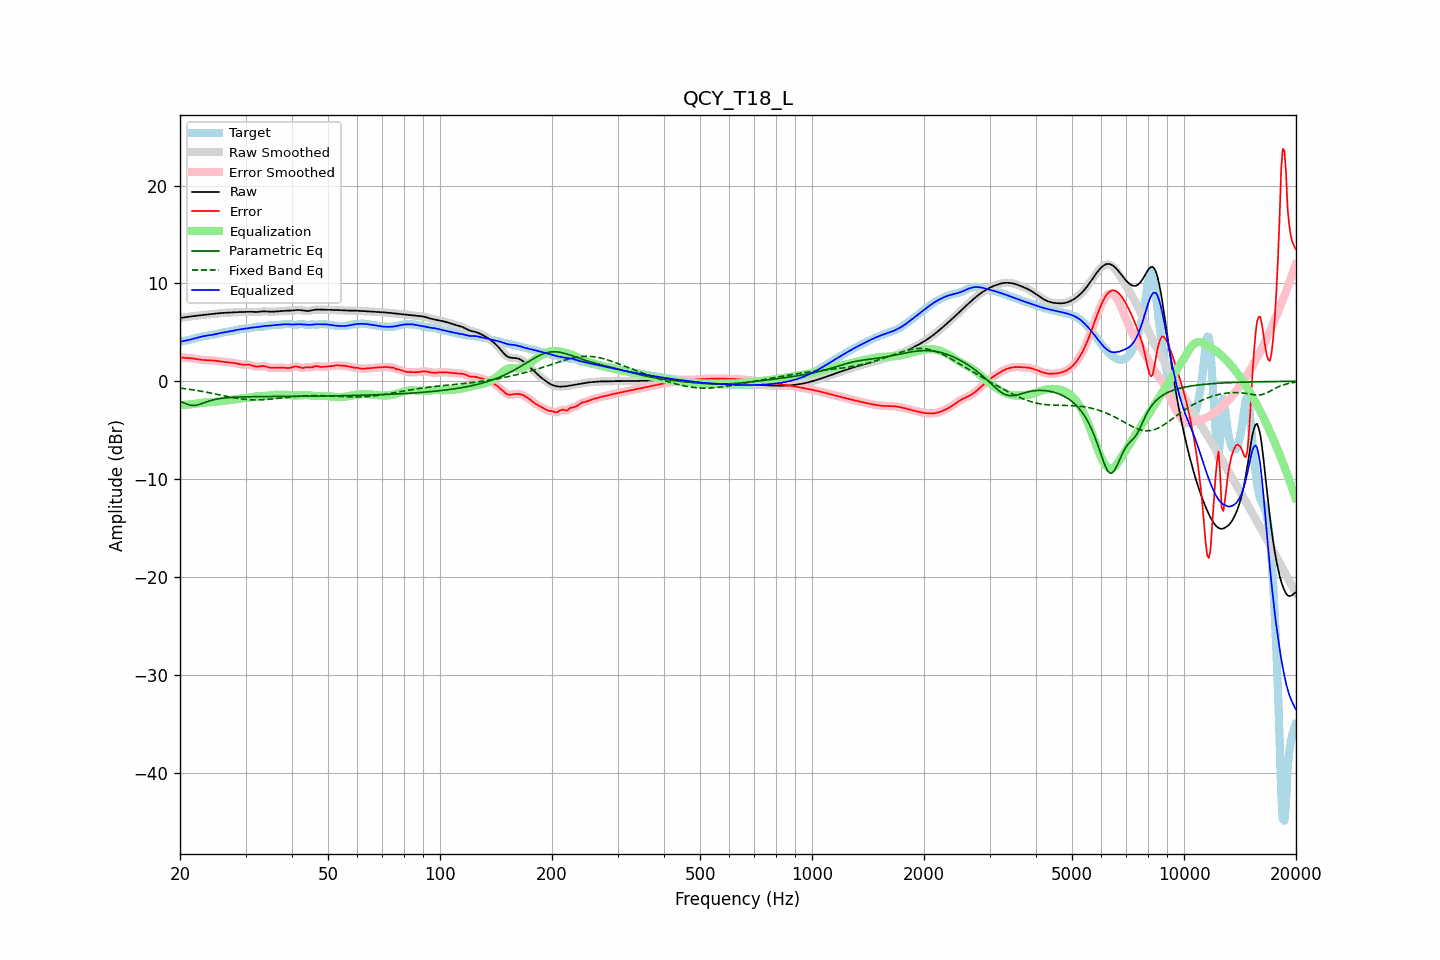 QCY_T18_L
Target
Raw Smoothed
Error Smoothed
Raw
Error
Equalization
Parametric Eq
Fixed Band Eq
Equalized
20
10
0
−10
−20
−30
−40
Amplitude (dBr)
20 50 100 200 500 1000 2000 5000 10000 20000
Frequency (Hz)